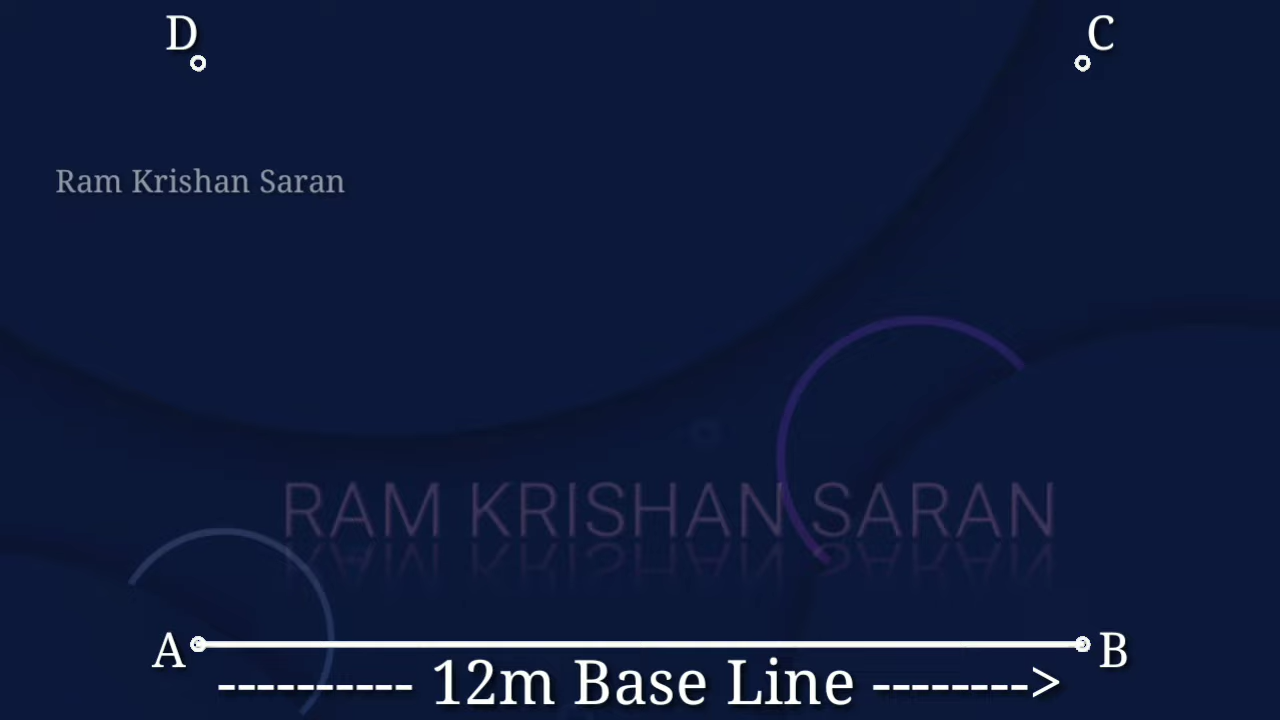 D C
Ram Krishan Saran
RAM KRISHAN SARAN
A B
---------- 12m Base Line -------->